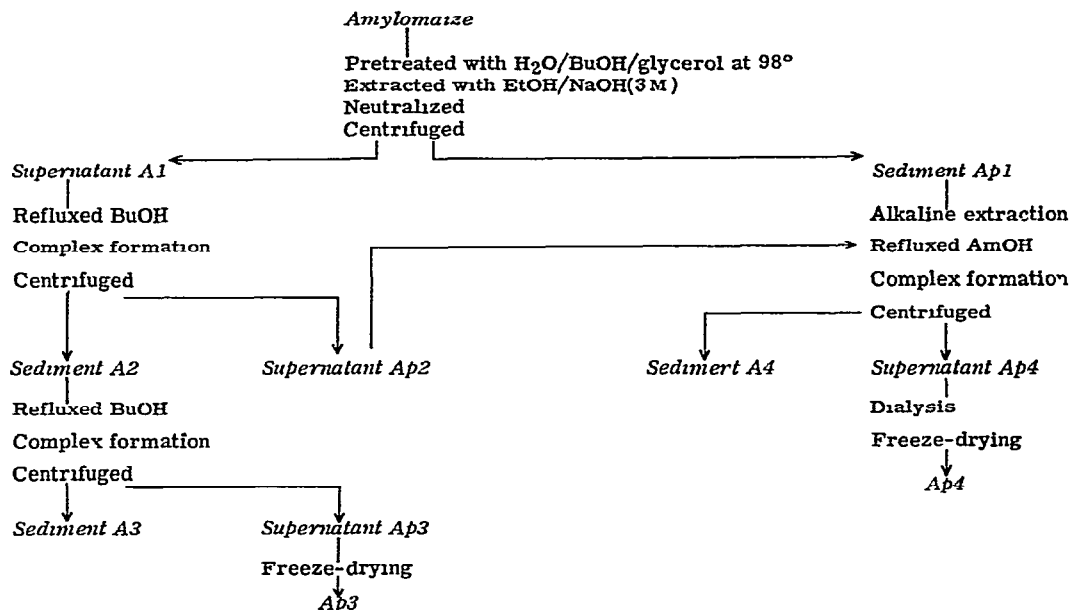 Amylomaize
Pretreated with H₂O/BuOH/glycerol at 98°
Extracted with EtOH/NaOH(3 M)
Neutralized
Centrifuged
Supernatant A1
Refluxed BuOH
Complex formation
Centrifuged
Sediment Ap1
Alkaline extraction
Refluxed AmOH
Complex formation
Centrifuged
Sediment A2
Supernatant Ap2
Sedimert A4
Supernatant Ap4
Refluxed BuOH
Complex formation
Centrifuged
Dialysis
Freeze-drying
Ap4
Sediment A3
Supernatant Ap3
Freeze-drying
Ap3